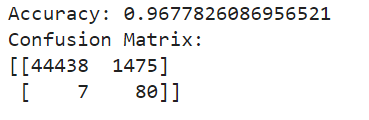 Accuracy: 0.9677826086956521
Confusion Matrix:
[[44438  1475]
 [    7    80]]